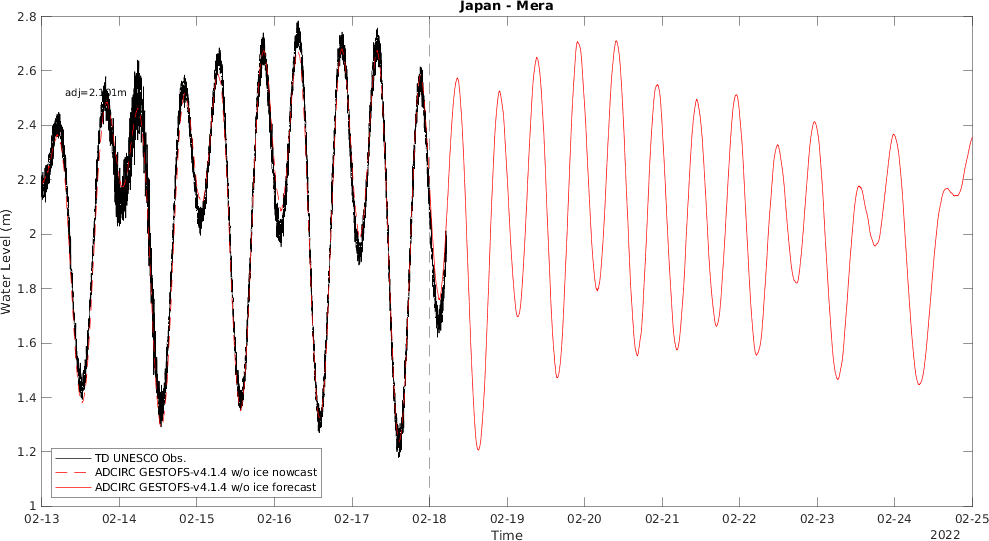 Japan - Mera
2.8
2.6
2.4
2.2
2
1.8
1.6
1.4
1.2
1
Water Level (m)
adj=2.101m
TD UNESCO Obs.
ADCIRC GESTOFS-v4.1.4 w/o ice nowcast
ADCIRC GESTOFS-v4.1.4 w/o ice forecast
02-13 02-14 02-15 02-16 02-17 02-18 02-19 02-20 02-21 02-22 02-23 02-24 02-25
Time
2022